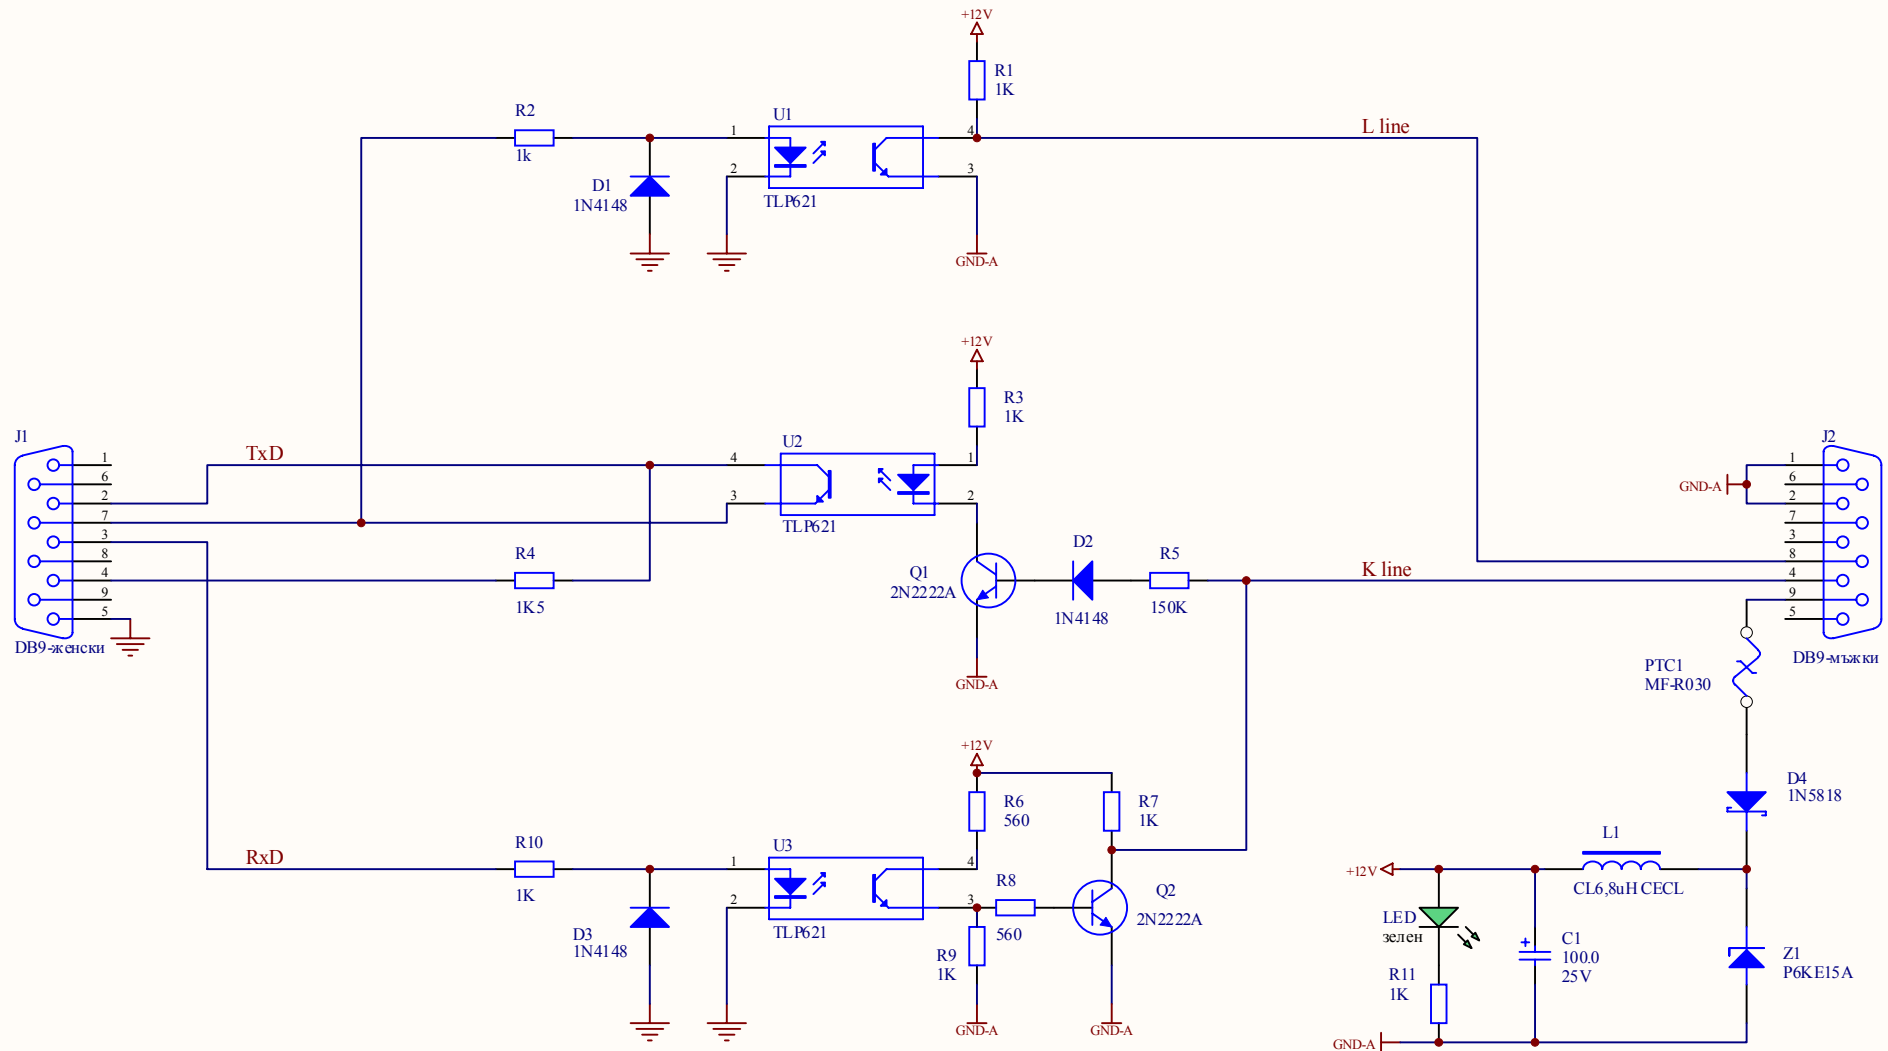 +12V
R1
1K
R2
1k
U1
1
2
4
3
TLP621
L line
D1
1N4148
GND-A
+12V
R3
1K
J1
1
6
2
7
3
8
4
9
5
DB9-женски
TxD
U2
4
3
1
2
TLP621
R4
1K5
Q1
2N2222A
D2
1N4148
R5
150K
K line
GND-A
J2
GND-A
1
6
2
7
3
8
4
9
5
DB9-мъжки
PTC1
MF-R030
D4
1N5818
+12V
R6
560
R7
1K
RxD
R10
1K
U3
1
2
4
3
TLP621
D3
1N4148
R8
560
R9
1K
Q2
2N2222A
GND-A
GND-A
L1
CL6,8uH CECL
+12V
LED
зелен
R11
1K
+
C1
100.0
25V
Z1
P6KE15A
GND-A